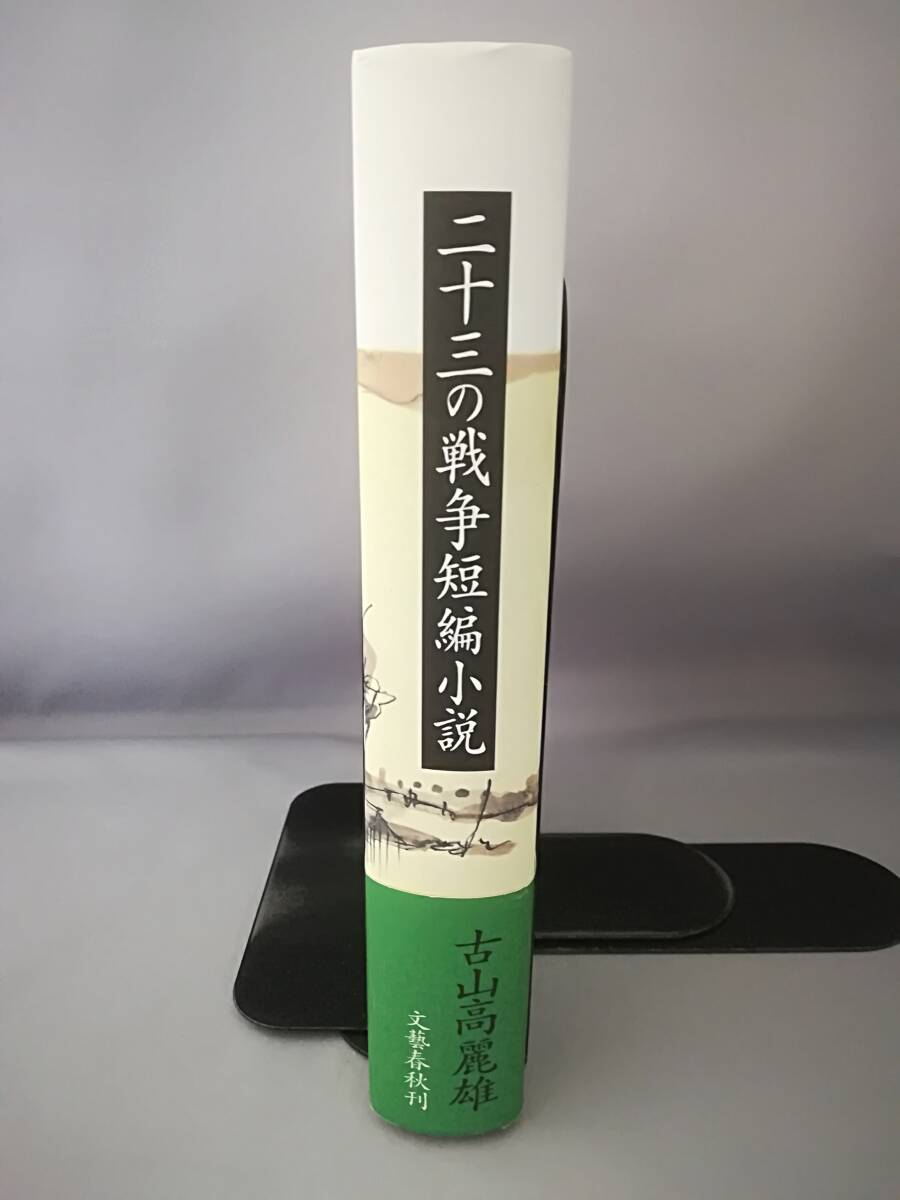 二十三の戦争短編小説
古山高麗雄
文藝春秋刊